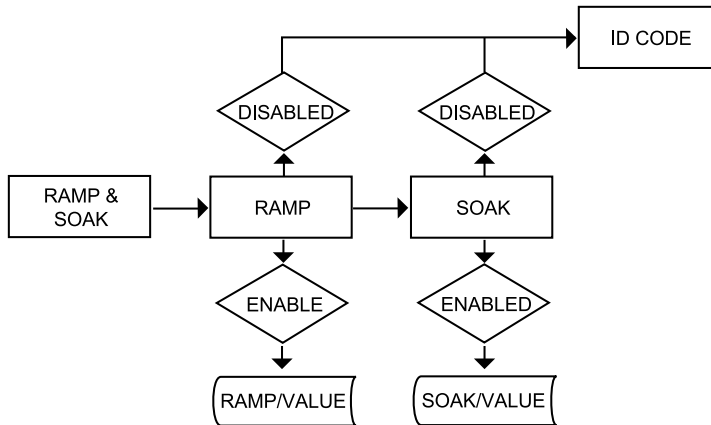 ID CODE
DISABLED
DISABLED
RAMP &
SOAK
RAMP
SOAK
ENABLE
ENABLED
RAMP/VALUE
SOAK/VALUE